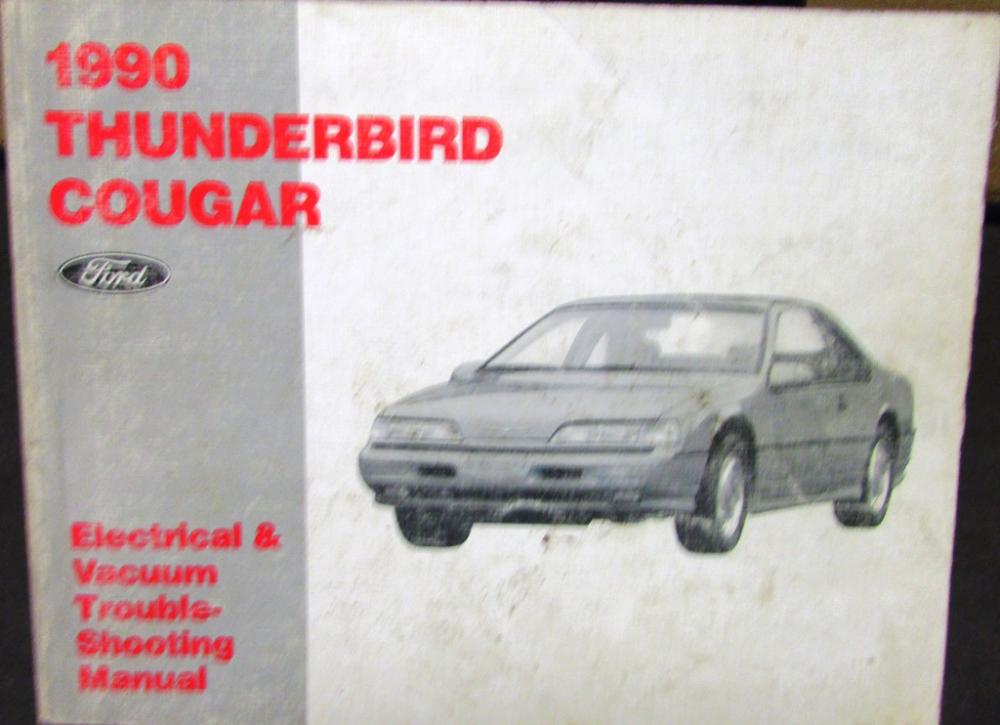 1990
THUNDERBIRD
COUGAR
Ford
Electrical &
Vacuum
Trouble-
Shooting
Manual